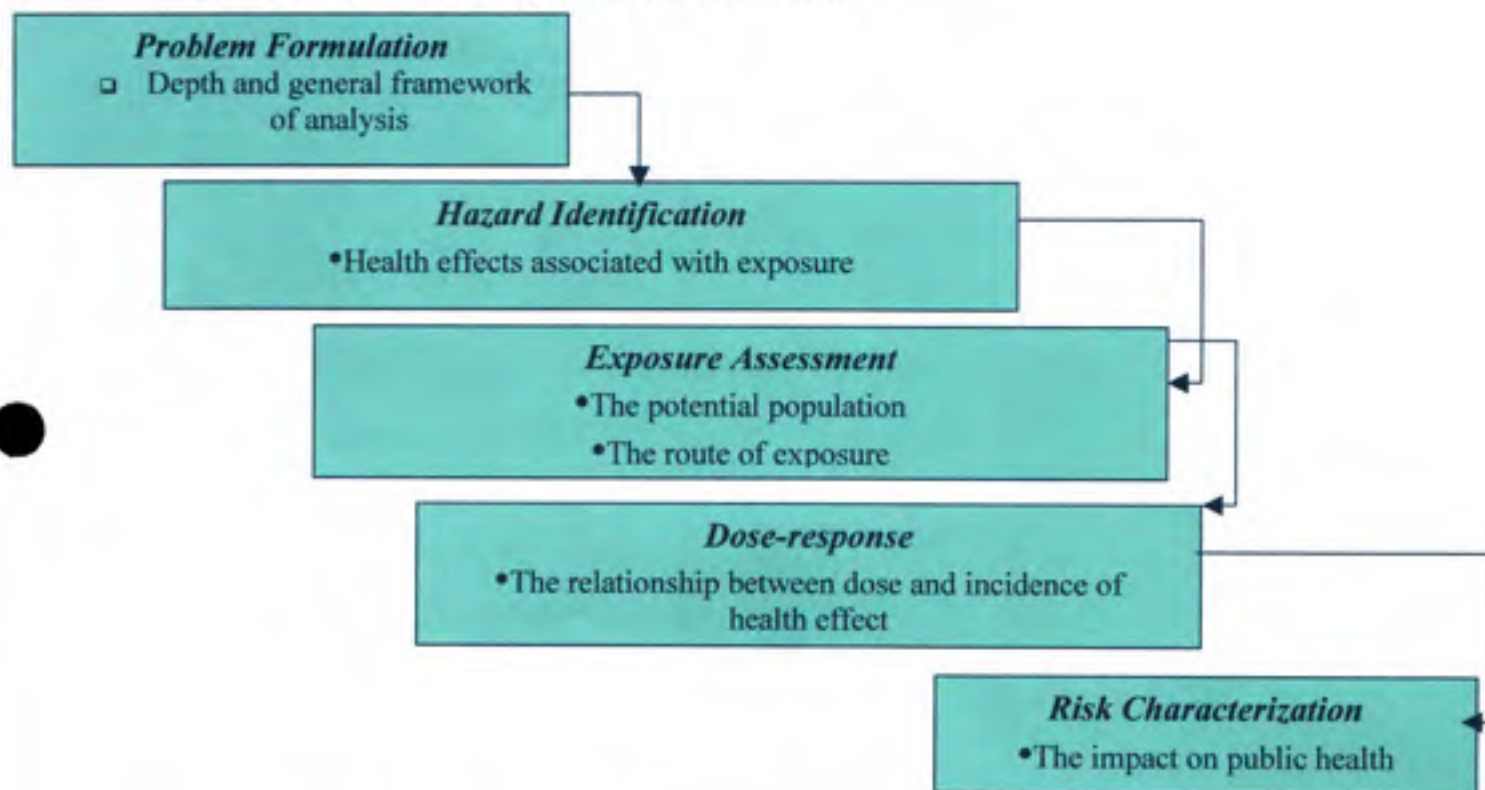 Problem Formulation
❑ Depth and general framework
of analysis
Hazard Identification
•Health effects associated with exposure
Exposure Assessment
•The potential population
•The route of exposure
Dose-response
•The relationship between dose and incidence of
health effect
Risk Characterization
•The impact on public health